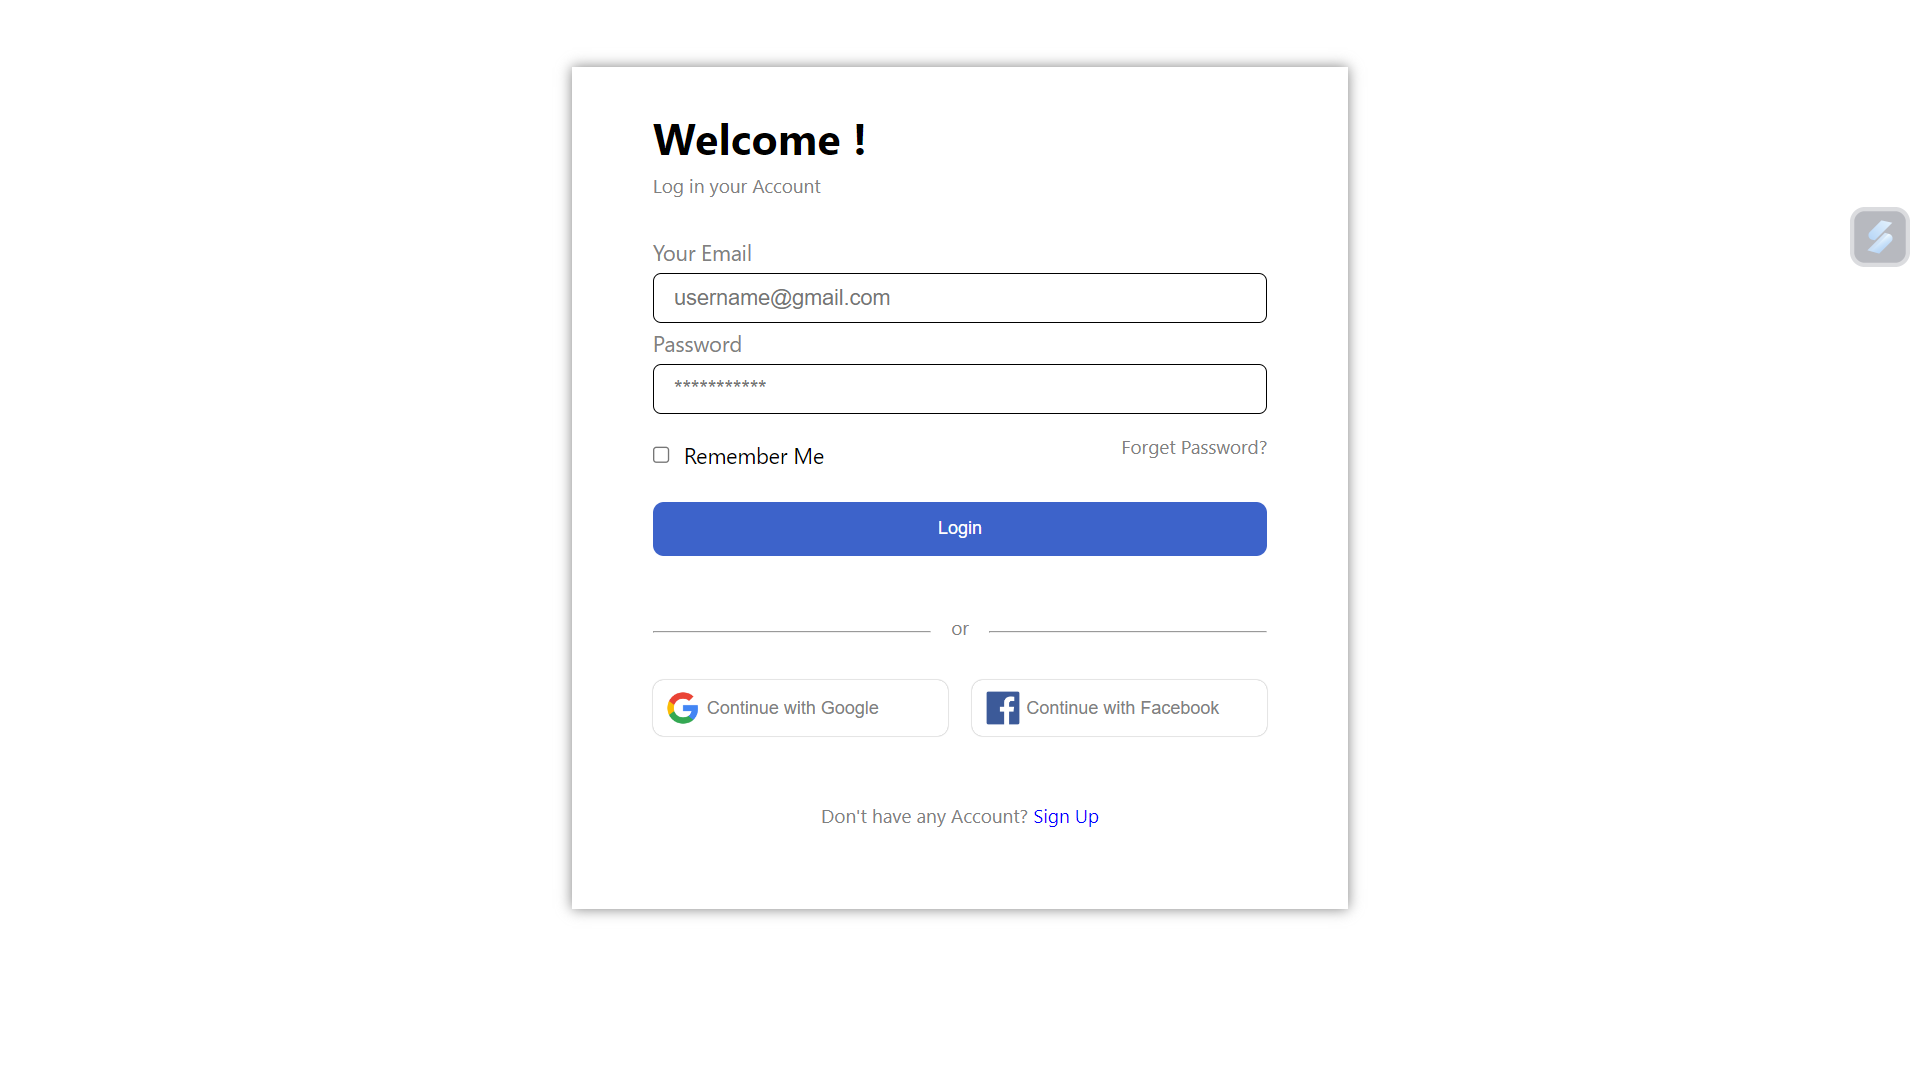 Welcome !
Log in your Account
Your Email
username@gmail.com
Password
***********
Remember Me
Forget Password?
Login
or
Continue with Google
Continue with Facebook
Don't have any Account? Sign Up